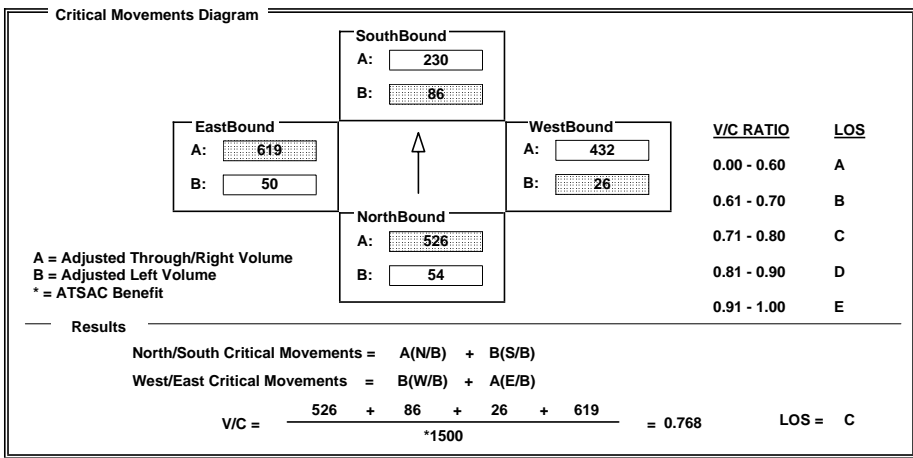 Critical Movements Diagram
SouthBound
A: 230
B: 86
EastBound
A: 619
B: 50
WestBound
A: 432
B: 26
NorthBound
A: 526
B: 54
V/C RATIO LOS
0.00 - 0.60 A
0.61 - 0.70 B
0.71 - 0.80 C
0.81 - 0.90 D
0.91 - 1.00 E
A = Adjusted Through/Right Volume
B = Adjusted Left Volume
* = ATSAC Benefit
Results
North/South Critical Movements = A(N/B) + B(S/B)
West/East Critical Movements = B(W/B) + A(E/B)
V/C = 526 + 86 + 26 + 619 = 0.768 LOS = C
*1500